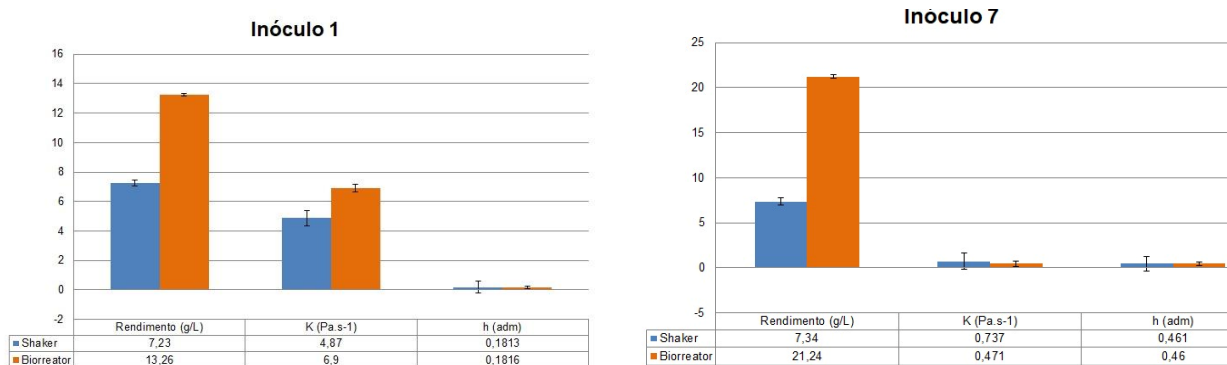 Inóculo 1
16
14
12
10
8
6
4
2
0
-2
Rendimento (g/L) K (Pa.s-1) h (adm)
Shaker 7,23 4,87 0,1813
Biorreator 13,26 6,9 0,1816
Inóculo 7
25
20
15
10
5
0
-5
Rendimento (g/L) K (Pa.s-1) h (adm)
Shaker 7,34 0,737 0,461
Biorreator 21,24 0,471 0,46